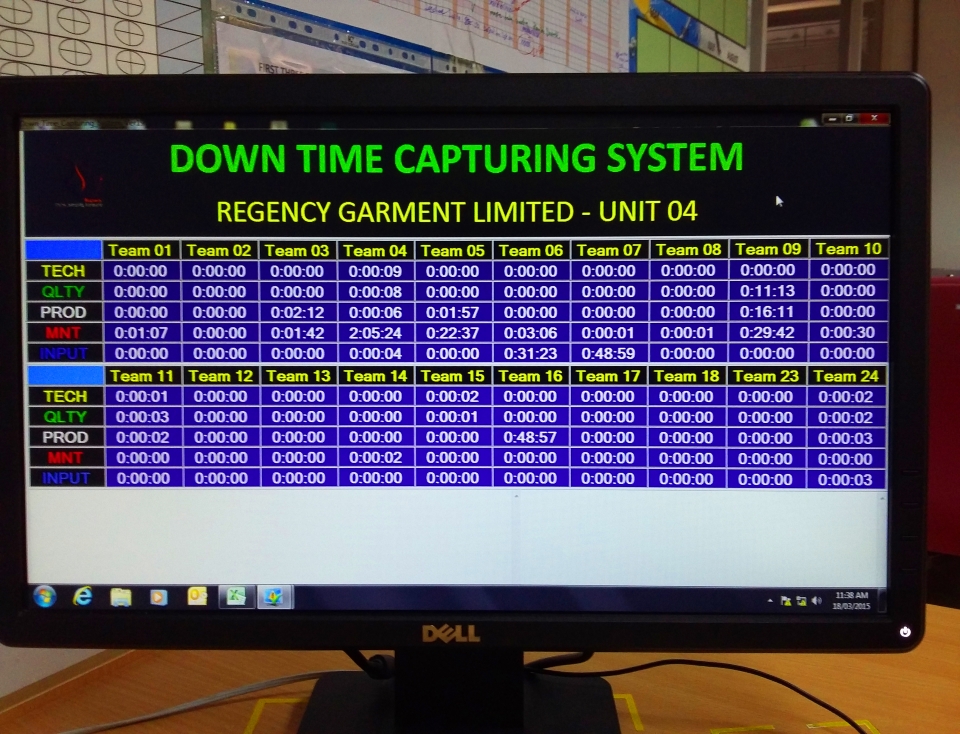 FIRST
DOWN TIME CAPTURING SYSTEM
REGENCY GARMENT LIMITED - UNIT 04
Team 01 Team 02 Team 03 Team 04 Team 05 Team 06 Team 07 Team 08 Team 09 Team 10
TECH 0:00:00 0:00:00 0:00:00 0:00:09 0:00:00 0:00:00 0:00:00 0:00:00 0:00:00 0:00:00
QLTY 0:00:00 0:00:00 0:00:00 0:00:08 0:00:00 0:00:00 0:00:00 0:00:00 0:11:13 0:00:00
PROD 0:00:00 0:00:00 0:02:12 0:00:06 0:01:57 0:00:00 0:00:00 0:00:00 0:16:11 0:00:00
MNT 0:01:07 0:00:00 0:01:42 2:05:24 0:22:37 0:03:06 0:00:01 0:00:01 0:29:42 0:00:30
INPUT 0:00:00 0:00:00 0:00:00 0:00:04 0:00:00 0:31:23 0:48:59 0:00:00 0:00:00 0:00:00
Team 11 Team 12 Team 13 Team 14 Team 15 Team 16 Team 17 Team 18 Team 23 Team 24
TECH 0:00:01 0:00:00 0:00:00 0:00:00 0:00:02 0:00:00 0:00:00 0:00:00 0:00:00 0:00:02
QLTY 0:00:03 0:00:00 0:00:00 0:00:00 0:00:01 0:00:00 0:00:00 0:00:00 0:00:00 0:00:02
PROD 0:00:02 0:00:00 0:00:00 0:00:00 0:00:00 0:48:57 0:00:00 0:00:00 0:00:00 0:00:03
MNT 0:00:00 0:00:00 0:00:00 0:00:02 0:00:00 0:00:00 0:00:00 0:00:00 0:00:00 0:00:00
INPUT 0:00:00 0:00:00 0:00:00 0:00:00 0:00:00 0:00:00 0:00:00 0:00:00 0:00:00 0:00:03
11:38 AM
18/03/2015
DELL